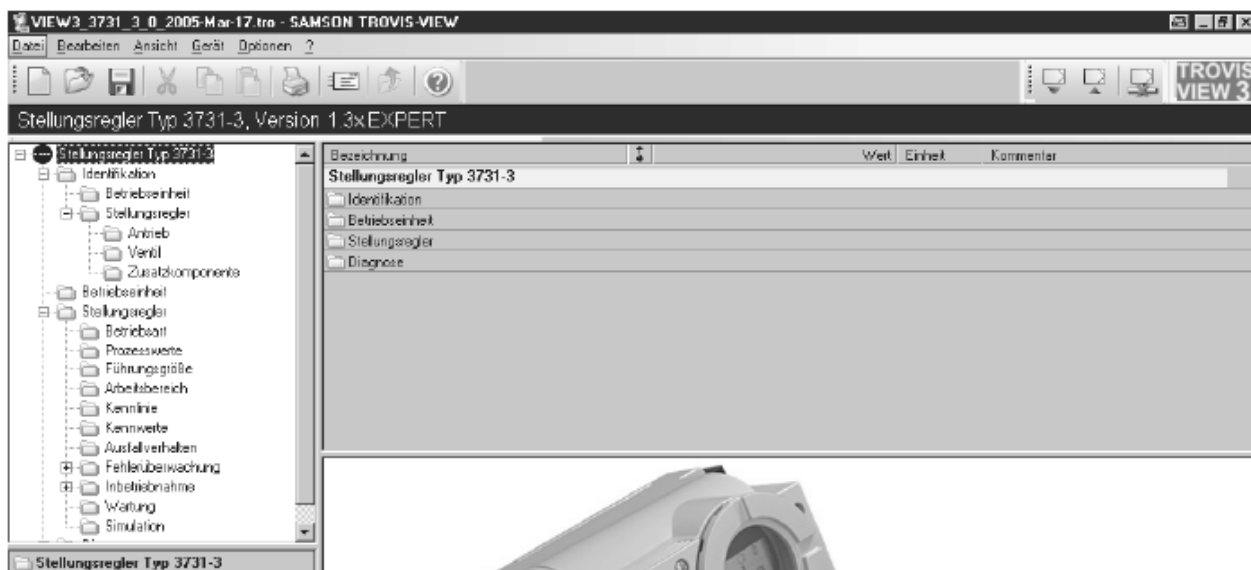 VIEW3_3731_3_0_2005-Mar-17.tro - SAMSON TROVIS-VIEW
Datei Bearbeiten Ansicht Gerät Optionen ?
TROVIS
VIEW 3
Stellungsregler Typ 3731-3, Version 1.3x EXPERT
Stellungsregler Typ 3731-3
Identifikation
Betriebseinheit
Stellungsregler
Antrieb
Ventil
Zusatzkomponente
Betriebseinheit
Stellungsregler
Betriebsart
Prozesswerte
Führungsgröße
Arbeitsbereich
Kennlinie
Kennwerte
Ausfallverhalten
Fehlerüberwachung
Inbetriebnahme
Wartung
Simulation
Stellungsregler Typ 3731-3
Bezeichnung Wert Einheit Kommentar
Stellungsregler Typ 3731-3
Identifikation
Betriebseinheit
Stellungsregler
Diagnose